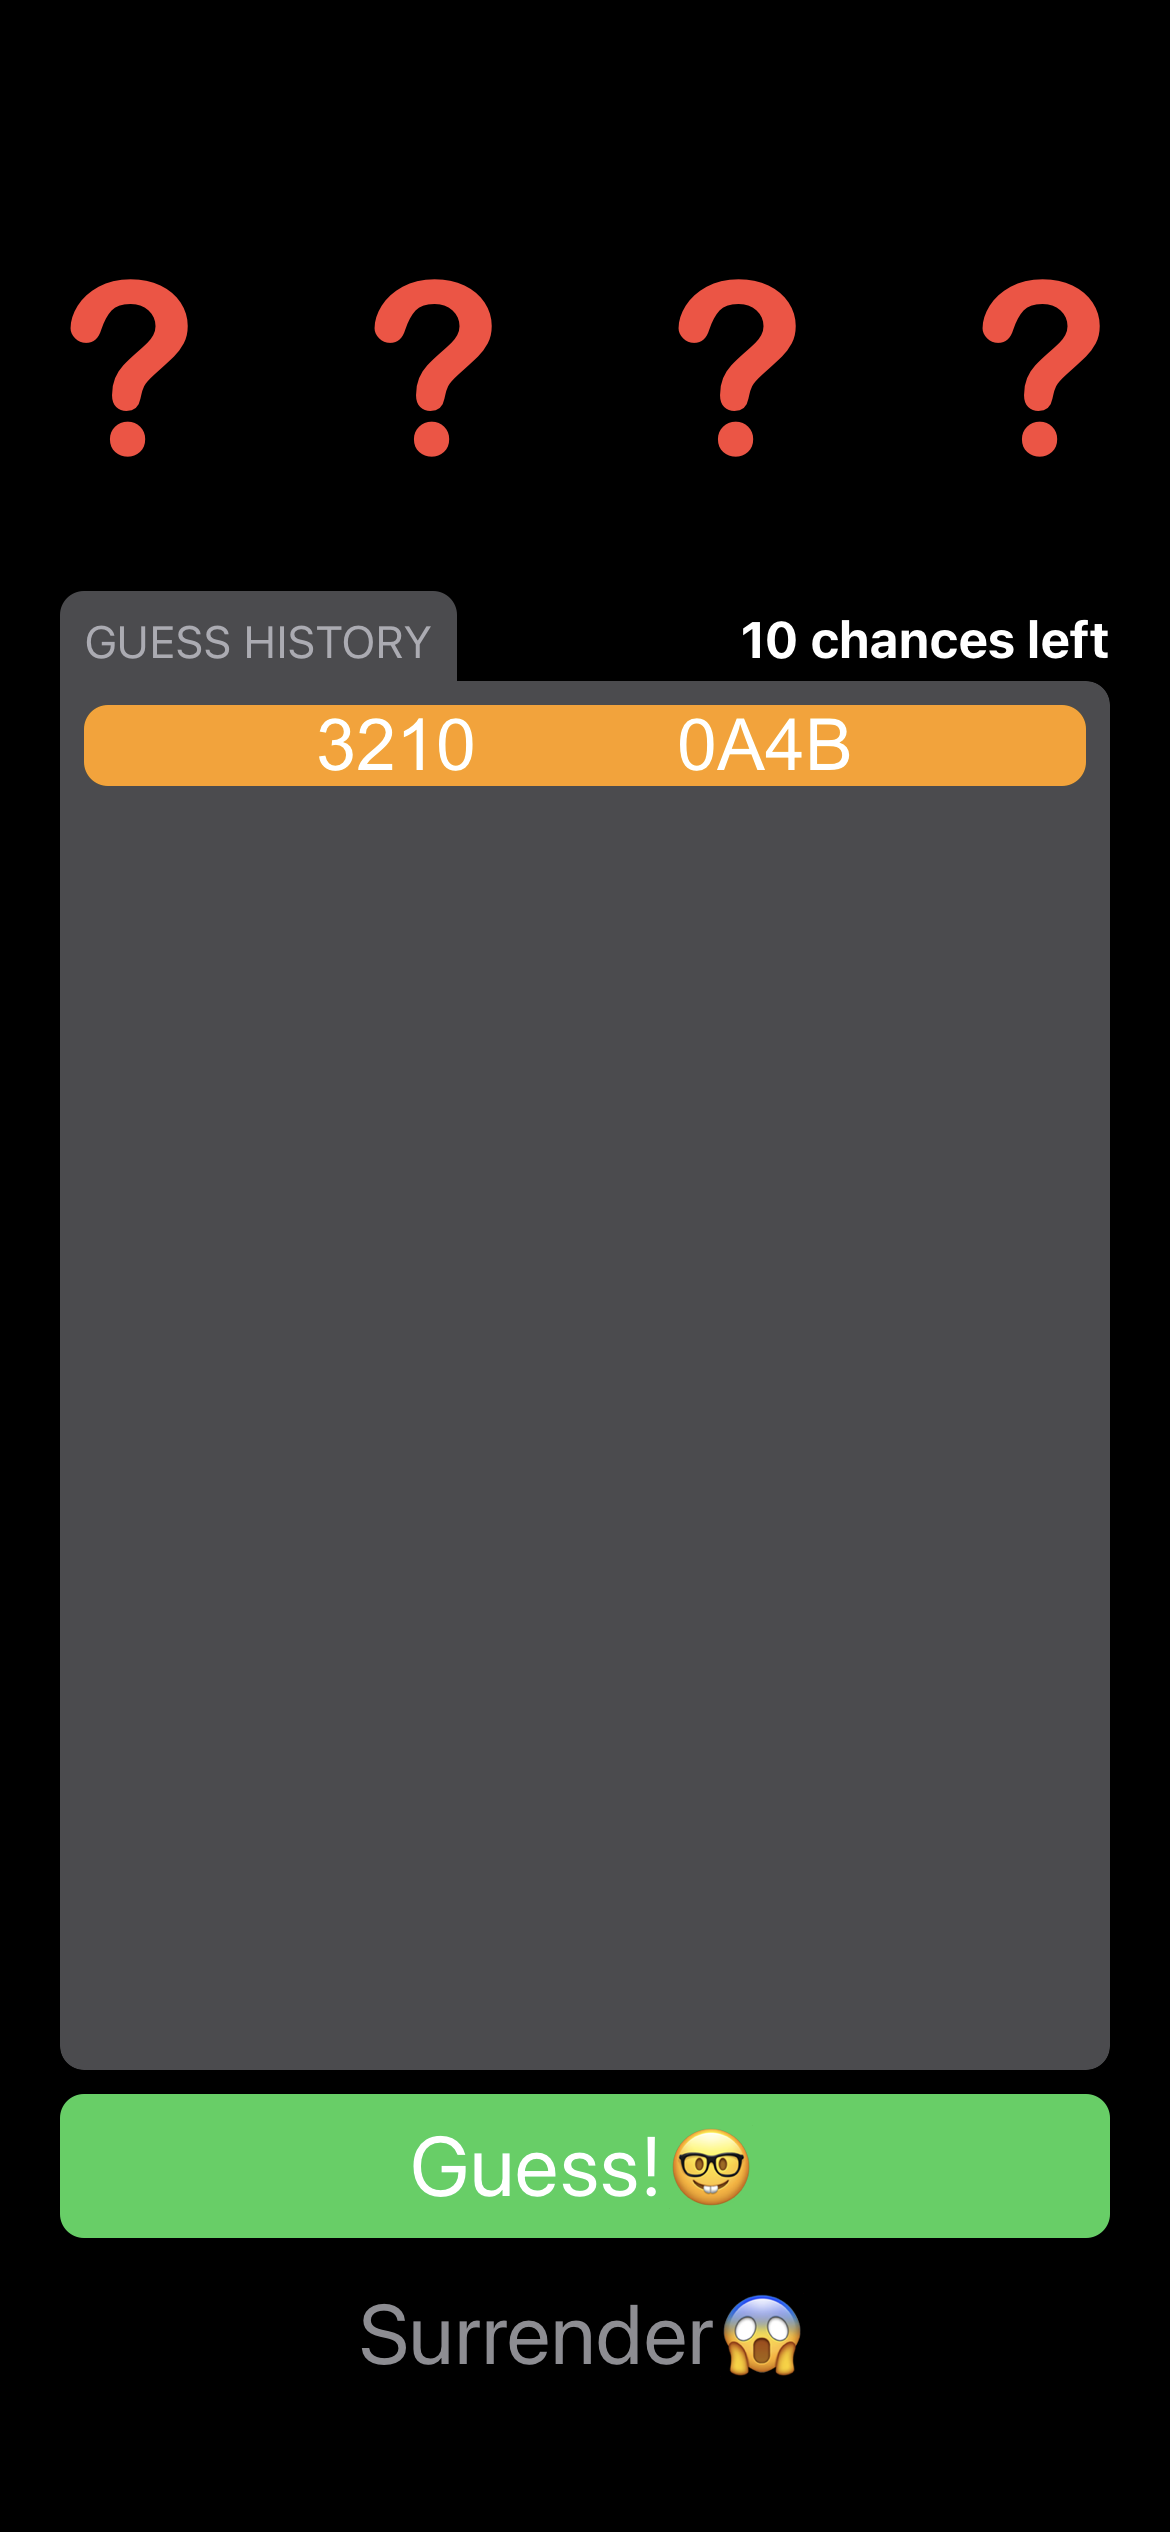 ? ? ? ?
GUESS HISTORY
10 chances left
3210 0A4B
Guess!🤓
Surrender😱